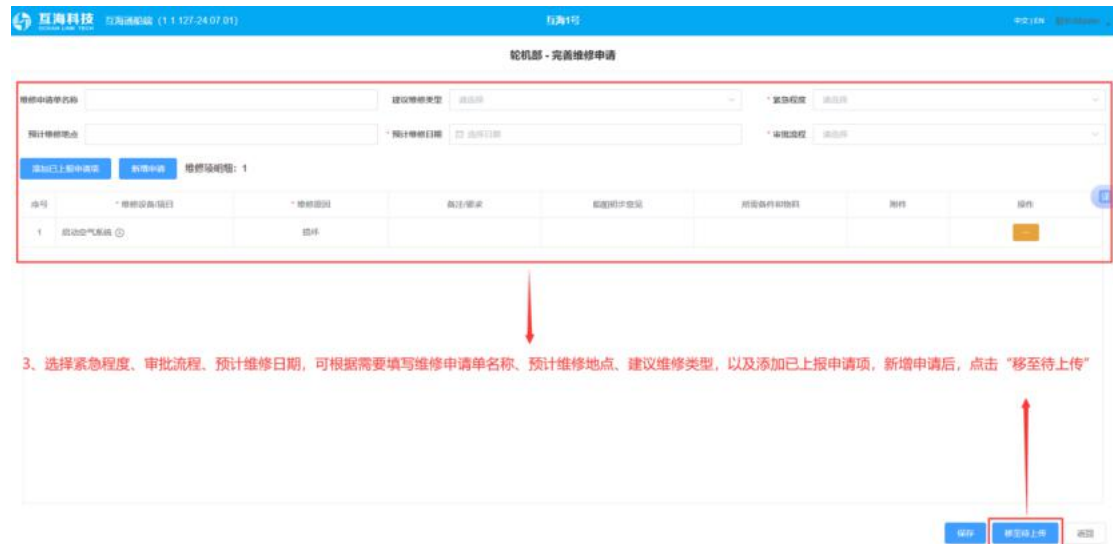 互海科技 互海通船端 (1.1.127-24.07.01) 互海1号 中文|EN
OCEAN LINK TECH
轮机部 - 完善维修申请
维修申请单名称 建议维修类型 请选择 * 紧急程度 请选择
预计维修地点 * 预计维修日期 选择日期 * 审批流程 请选择
添加已上报申请项 新增申请 维修项明细: 1
序号 * 维修设备/项目 * 维修原因 备注/要求 船舶初步意见 所需备件和物料 附件 操作
1 启动空气系统 损坏
3、选择紧急程度、审批流程、预计维修日期，可根据需要填写维修申请单名称、预计维修地点、建议维修类型，以及添加已上报申请项，新增申请后，点击“移至待上传”
保存 移至待上传 返回